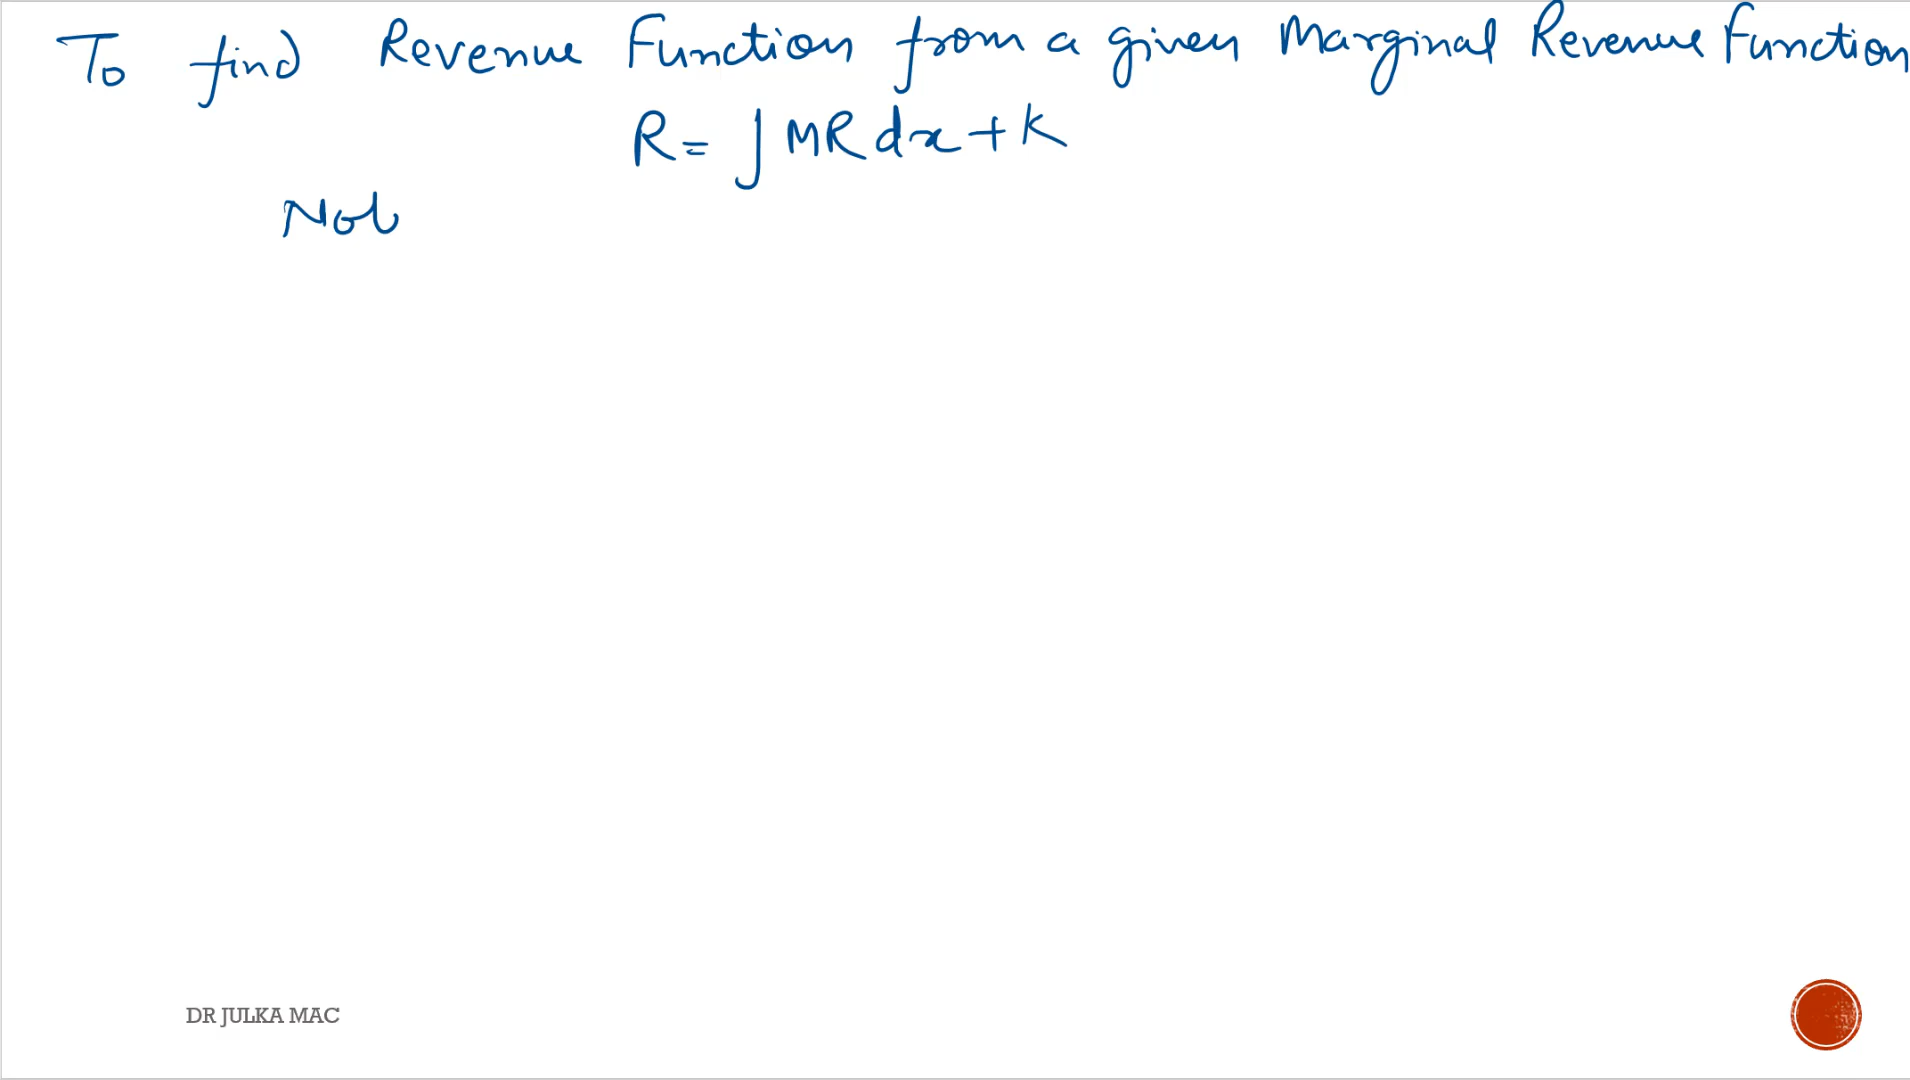 To find Revenue Function from a given Marginal Revenue Function
R = ∫ MR dx + K
Not
DR JULKA MAC